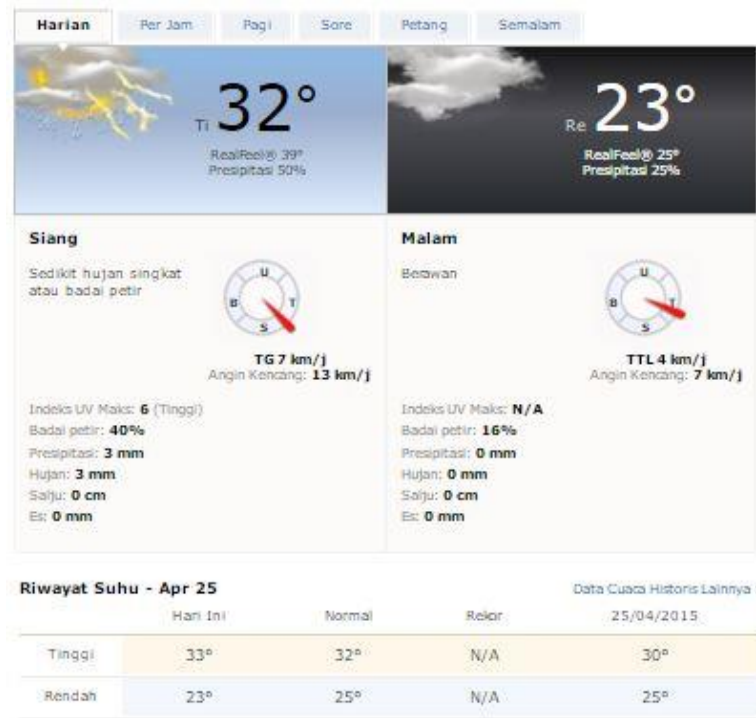 Harian Per Jam Pagi Sore Petang Semalam
Ti 32°
RealFeel® 39°
Presipitasi 50%
Re 23°
RealFeel® 25°
Presipitasi 25%
Siang
Sedikit hujan singkat
atau badai petir
U
B T
S
TG 7 km/j
Angin Kencang: 13 km/j
Indeks UV Maks: 6 (Tinggi)
Badai petir: 40%
Presipitasi: 3 mm
Hujan: 3 mm
Salju: 0 cm
Es: 0 mm
Malam
Berawan
U
B T
S
TTL 4 km/j
Angin Kencang: 7 km/j
Indeks UV Maks: N/A
Badai petir: 16%
Presipitasi: 0 mm
Hujan: 0 mm
Salju: 0 cm
Es: 0 mm
Riwayat Suhu - Apr 25 Data Cuaca Historis Lainnya
Hari Ini Normal Rekor 25/04/2015
Tinggi 33° 32° N/A 30°
Rendah 23° 25° N/A 25°